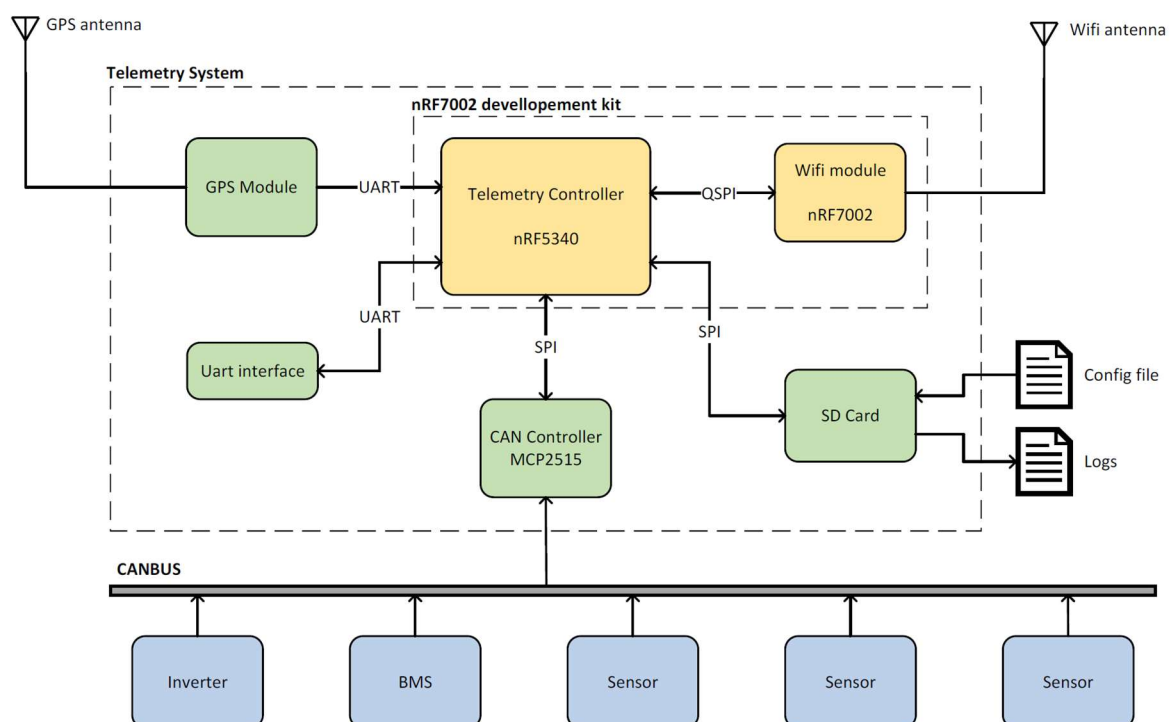 GPS antenna
Wifi antenna
Telemetry System
nRF7002 devellopement kit
GPS Module
UART
Telemetry Controller
nRF5340
QSPI
Wifi module
nRF7002
UART
SPI
SPI
Uart interface
CAN Controller
MCP2515
SD Card
Config file
Logs
CANBUS
Inverter
BMS
Sensor
Sensor
Sensor